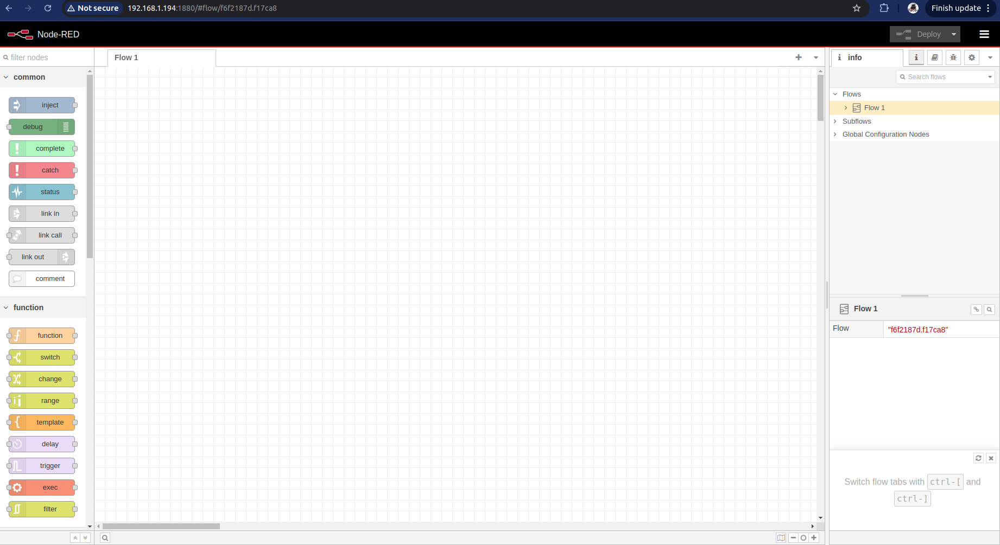 Not secure 192.168.1.194:1880/#flow/f6f2187d.f17ca8 Finish update
Node-RED Deploy
filter nodes
Flow 1
info
common
Search flows
inject
debug
complete
catch
status
link in
link call
link out
comment
function
function
switch
change
range
template
delay
trigger
exec
filter
Flows
Flow 1
Subflows
Global Configuration Nodes
Flow 1
Flow "f6f2187d.f17ca8"
Switch flow tabs with ctrl-[ and
ctrl-]